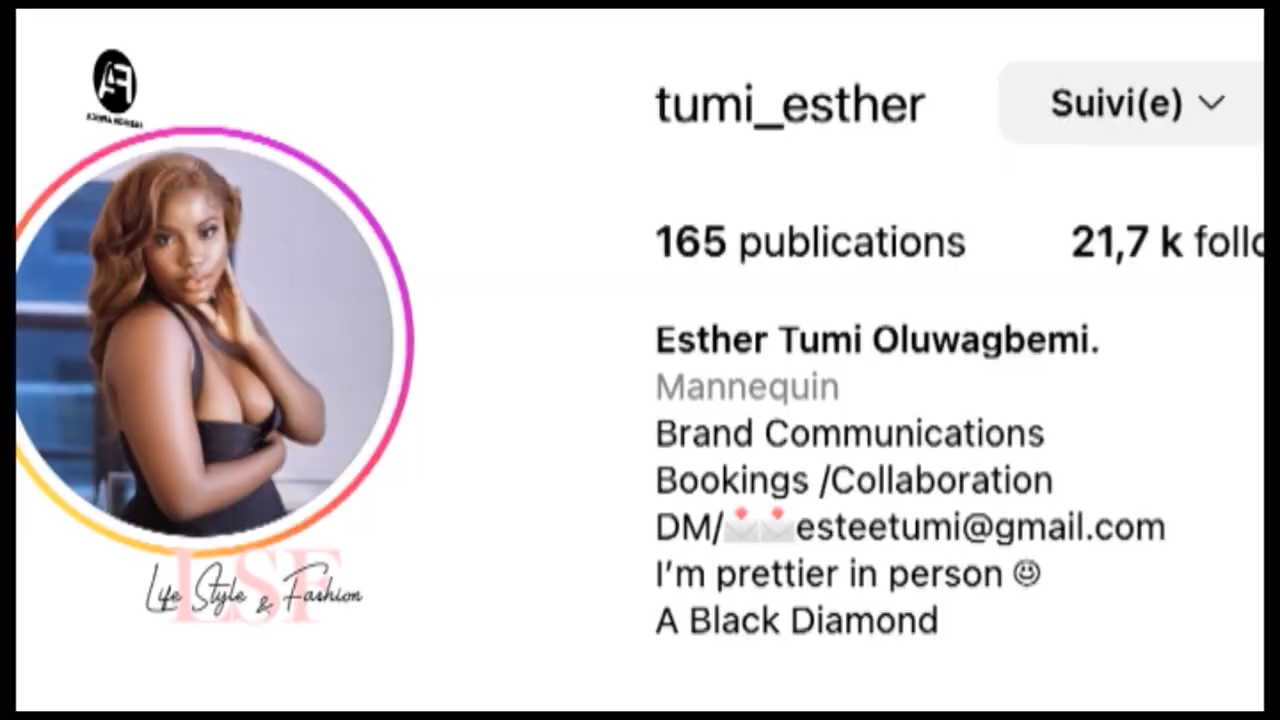 tumi_esther
Suivi(e)
165 publications
21,7 k follo
Esther Tumi Oluwagbemi.
Mannequin
Brand Communications
Bookings /Collaboration
DM/💌💌esteetumi@gmail.com
I'm prettier in person 😃
A Black Diamond
LSF
Life Style & Fashion